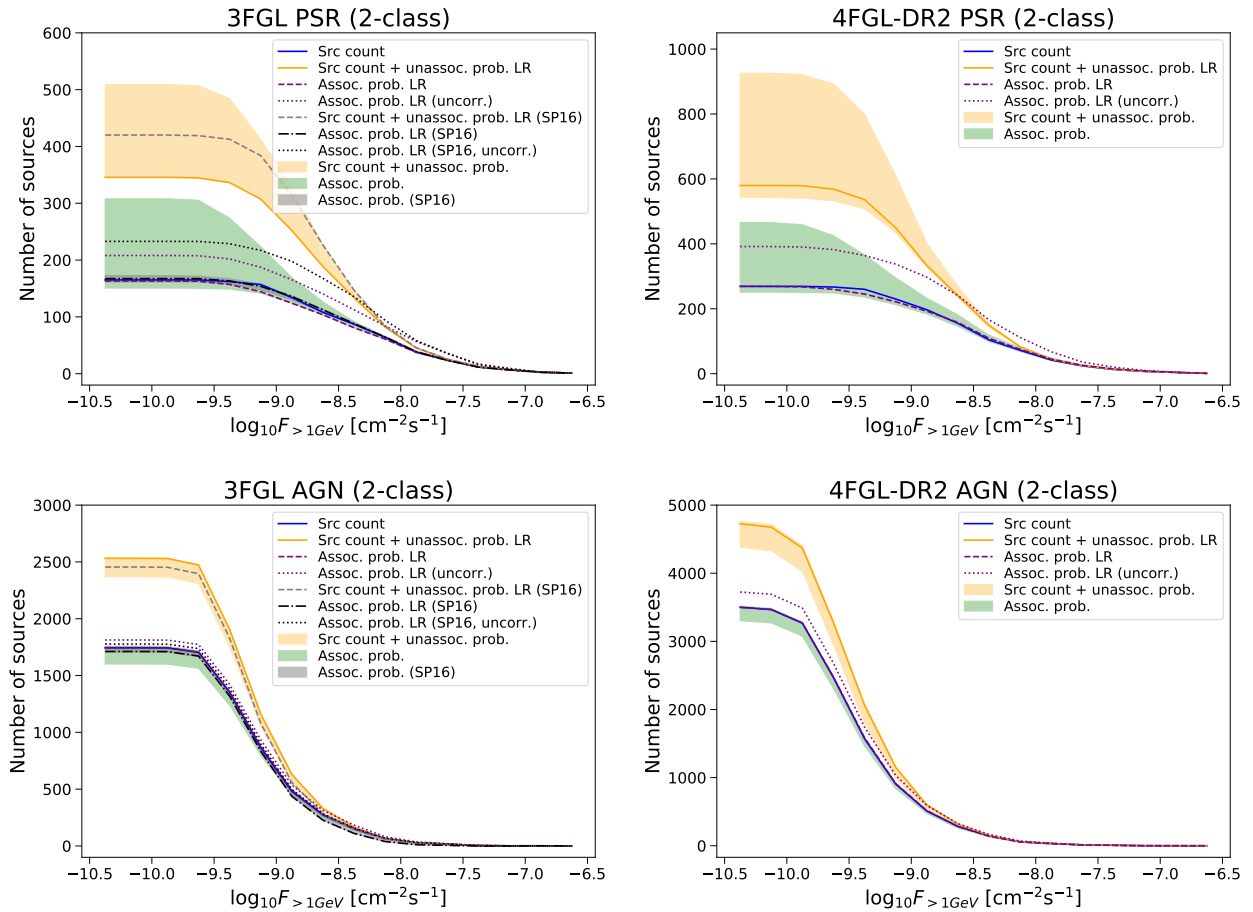 3FGL PSR (2-class)
Number of sources
600
500
400
300
200
100
0
Src count
Src count + unassoc. prob. LR
Assoc. prob. LR
Assoc. prob. LR (uncorr.)
Src count + unassoc. prob. LR (SP16)
Assoc. prob. LR (SP16)
Assoc. prob. LR (SP16, uncorr.)
Src count + unassoc. prob.
Assoc. prob.
Assoc. prob. (SP16)
−10.5 −10.0 −9.5 −9.0 −8.5 −8.0 −7.5 −7.0 −6.5
log₁₀F>1GeV [cm⁻²s⁻¹]
4FGL-DR2 PSR (2-class)
Number of sources
1000
800
600
400
200
0
Src count
Src count + unassoc. prob. LR
Assoc. prob. LR
Assoc. prob. LR (uncorr.)
Src count + unassoc. prob.
Assoc. prob.
−10.5 −10.0 −9.5 −9.0 −8.5 −8.0 −7.5 −7.0 −6.5
log₁₀F>1GeV [cm⁻²s⁻¹]
3FGL AGN (2-class)
Number of sources
3000
2500
2000
1500
1000
500
0
Src count
Src count + unassoc. prob. LR
Assoc. prob. LR
Assoc. prob. LR (uncorr.)
Src count + unassoc. prob. LR (SP16)
Assoc. prob. LR (SP16)
Assoc. prob. LR (SP16, uncorr.)
Src count + unassoc. prob.
Assoc. prob.
Assoc. prob. (SP16)
−10.5 −10.0 −9.5 −9.0 −8.5 −8.0 −7.5 −7.0 −6.5
log₁₀F>1GeV [cm⁻²s⁻¹]
4FGL-DR2 AGN (2-class)
Number of sources
5000
4000
3000
2000
1000
0
Src count
Src count + unassoc. prob. LR
Assoc. prob. LR
Assoc. prob. LR (uncorr.)
Src count + unassoc. prob.
Assoc. prob.
−10.5 −10.0 −9.5 −9.0 −8.5 −8.0 −7.5 −7.0 −6.5
log₁₀F>1GeV [cm⁻²s⁻¹]